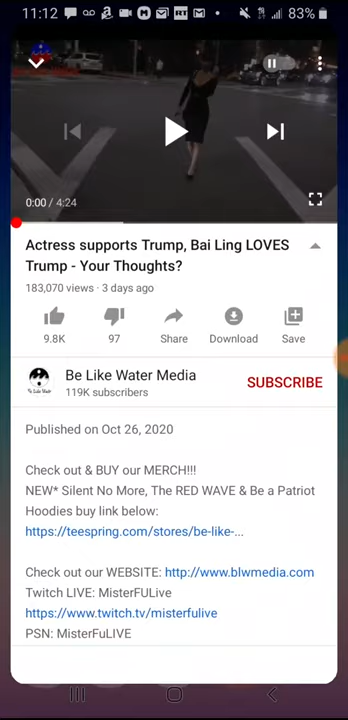 11:12
83%
0:00 / 4:24
Actress supports Trump, Bai Ling LOVES
Trump - Your Thoughts?
183,070 views · 3 days ago
9.8K
97
Share
Download
Save
Be Like Water Media
119K subscribers
SUBSCRIBE
Published on Oct 26, 2020
Check out & BUY our MERCH!!!
NEW* Silent No More, The RED WAVE & Be a Patriot
Hoodies buy link below:
https://teespring.com/stores/be-like-...
Check out our WEBSITE: http://www.blwmedia.com
Twitch LIVE: MisterFULive
https://www.twitch.tv/misterfulive
PSN: MisterFuLIVE